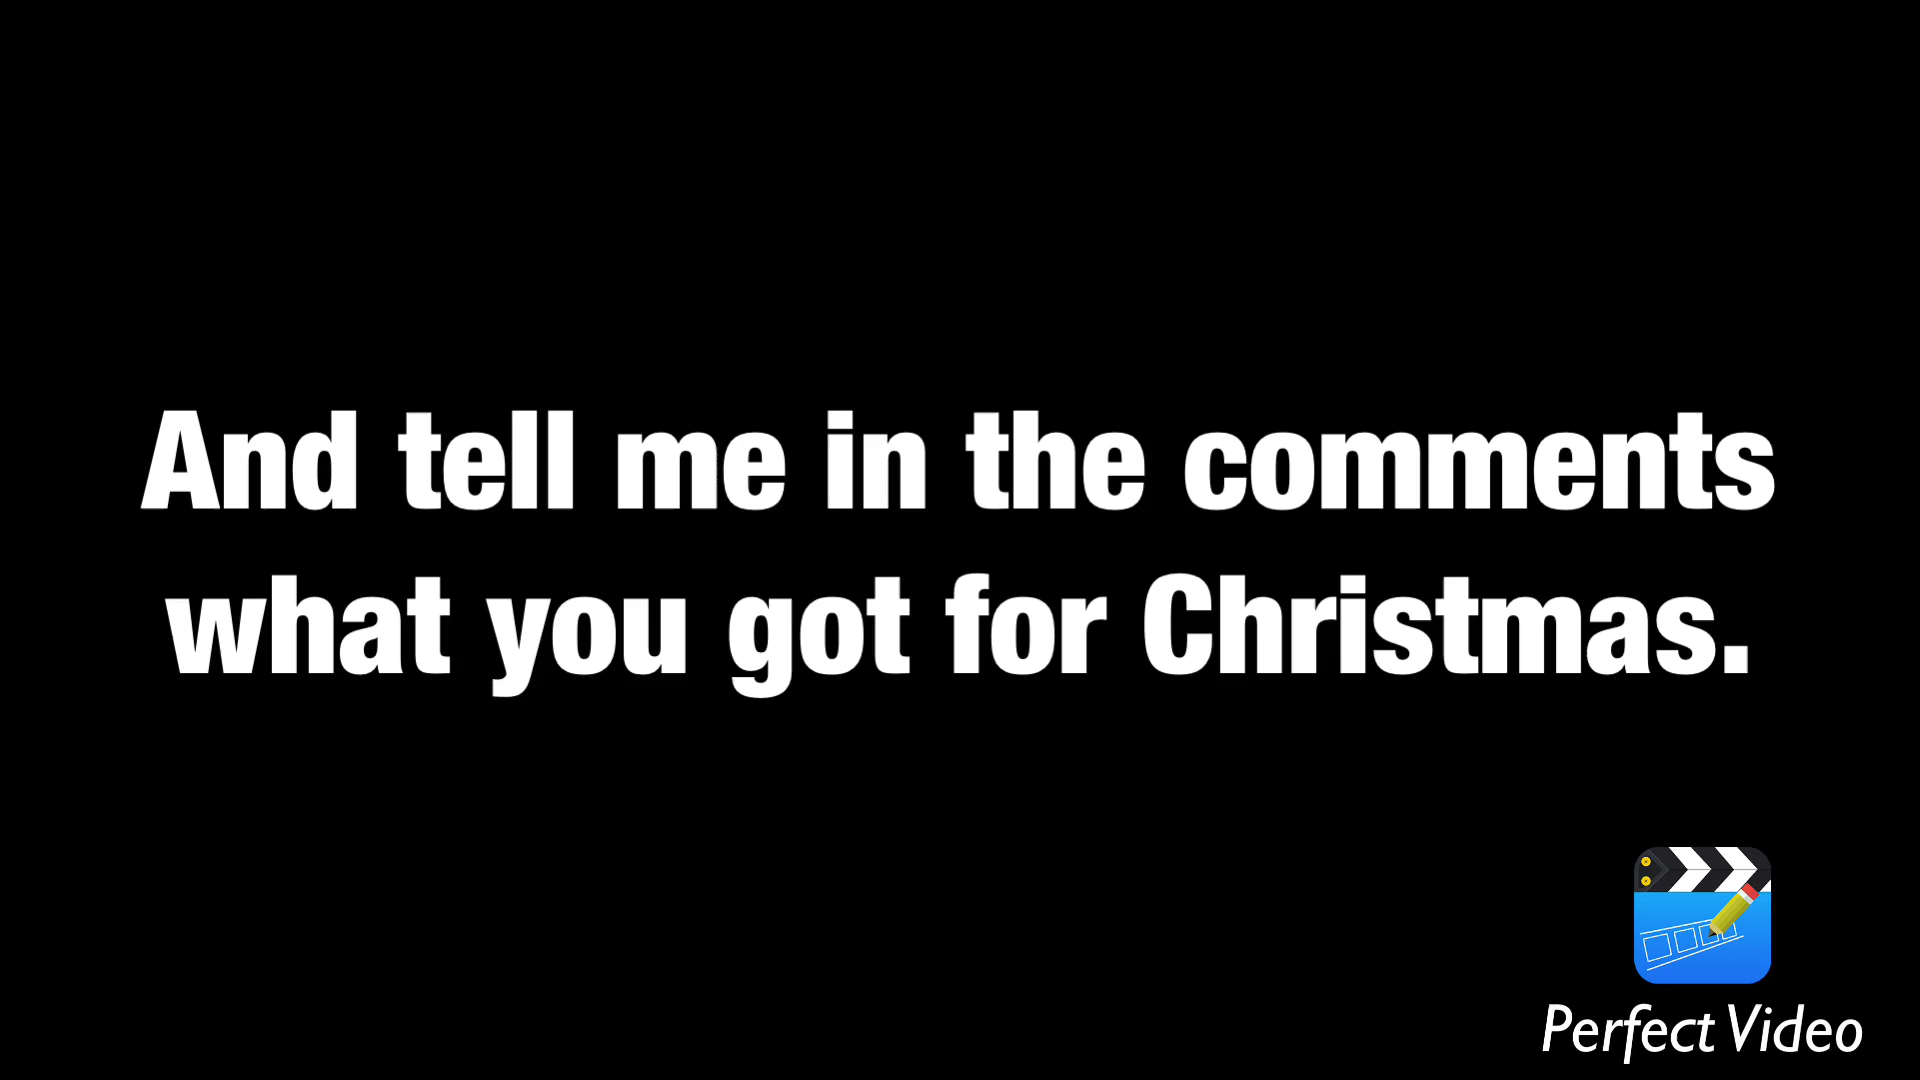 And tell me in the comments
what you got for Christmas.
Perfect Video